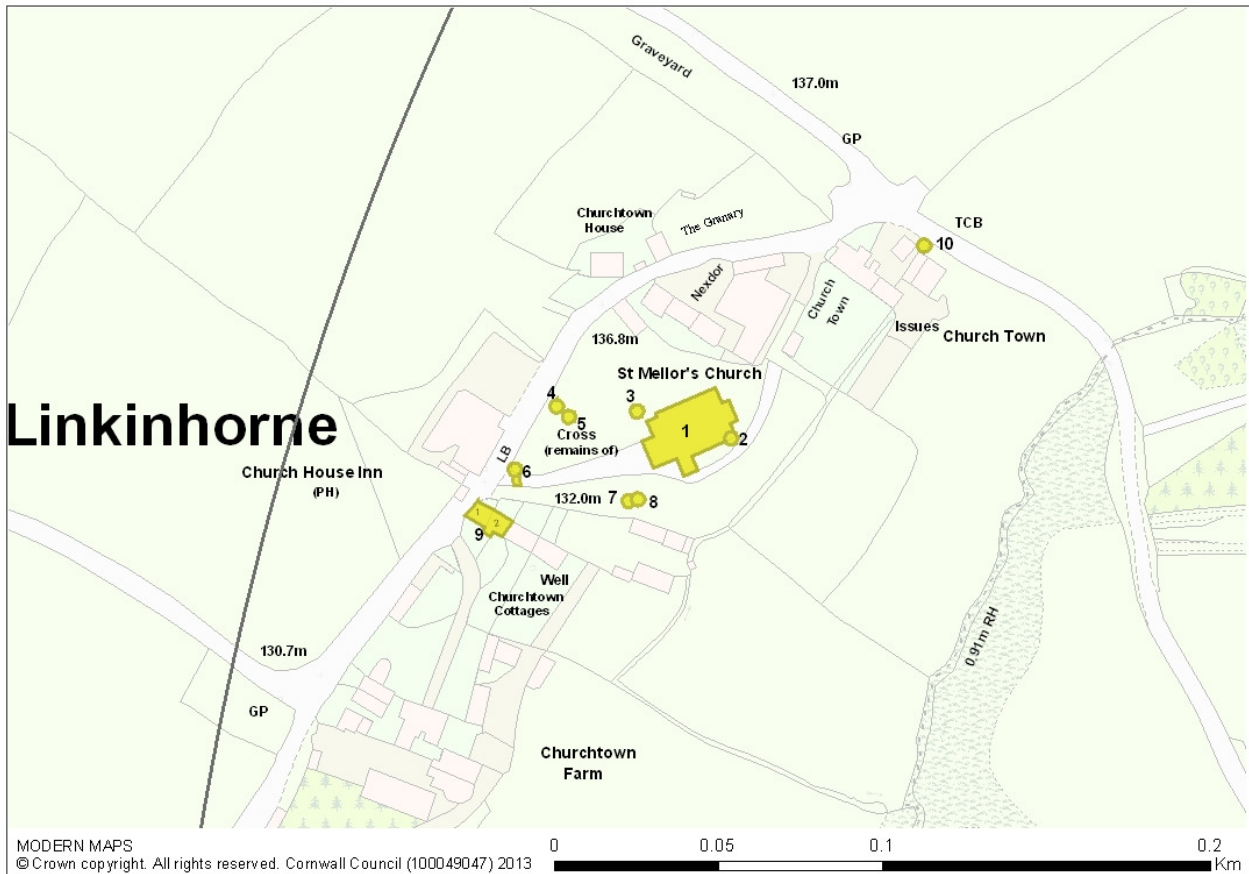 Graveyard
137.0m
GP
Churchtown
House
The Granary
TCB
10
Nexdor
Church
Town
Issues
Church Town
136.8m
St Mellor's Church
4
5
3
1
2
Cross
(remains of)
Linkinhorne
LB
6
Church House Inn
(PH)
132.0m
7
8
1
2
9
Well
Churchtown
Cottages
0.91m RH
130.7m
GP
Churchtown
Farm
MODERN MAPS
© Crown copyright. All rights reserved. Cornwall Council (100049047) 2013
0
0.05
0.1
0.2
Km